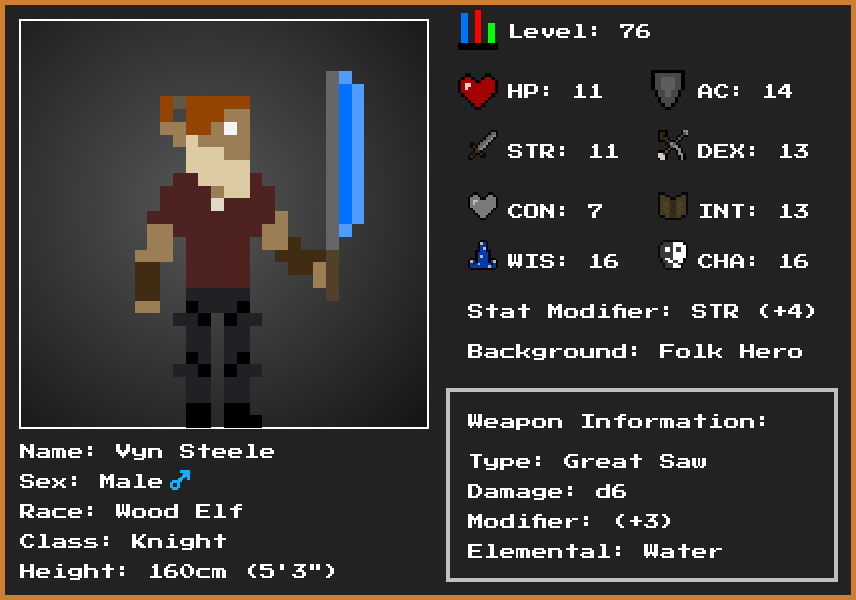 Level: 76
HP: 11 AC: 14
STR: 11 DEX: 13
CON: 7 INT: 13
WIS: 16 CHA: 16
Stat Modifier: STR (+4)
Background: Folk Hero
Weapon Information:
Type: Great Saw
Damage: d6
Modifier: (+3)
Elemental: Water
Name: Vyn Steele
Sex: Male ♂
Race: Wood Elf
Class: Knight
Height: 160cm (5'3")